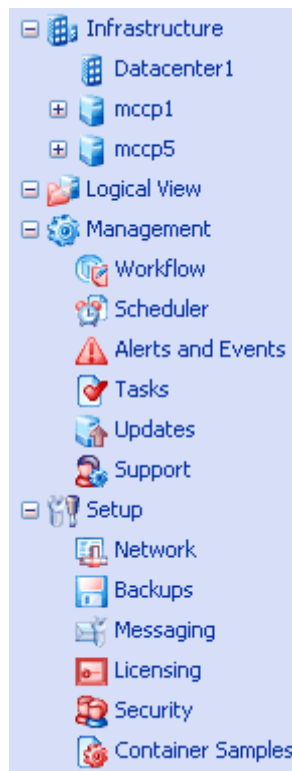 Infrastructure
Datacenter1
mccp1
mccp5
Logical View
Management
Workflow
Scheduler
Alerts and Events
Tasks
Updates
Support
Setup
Network
Backups
Messaging
Licensing
Security
Container Samples